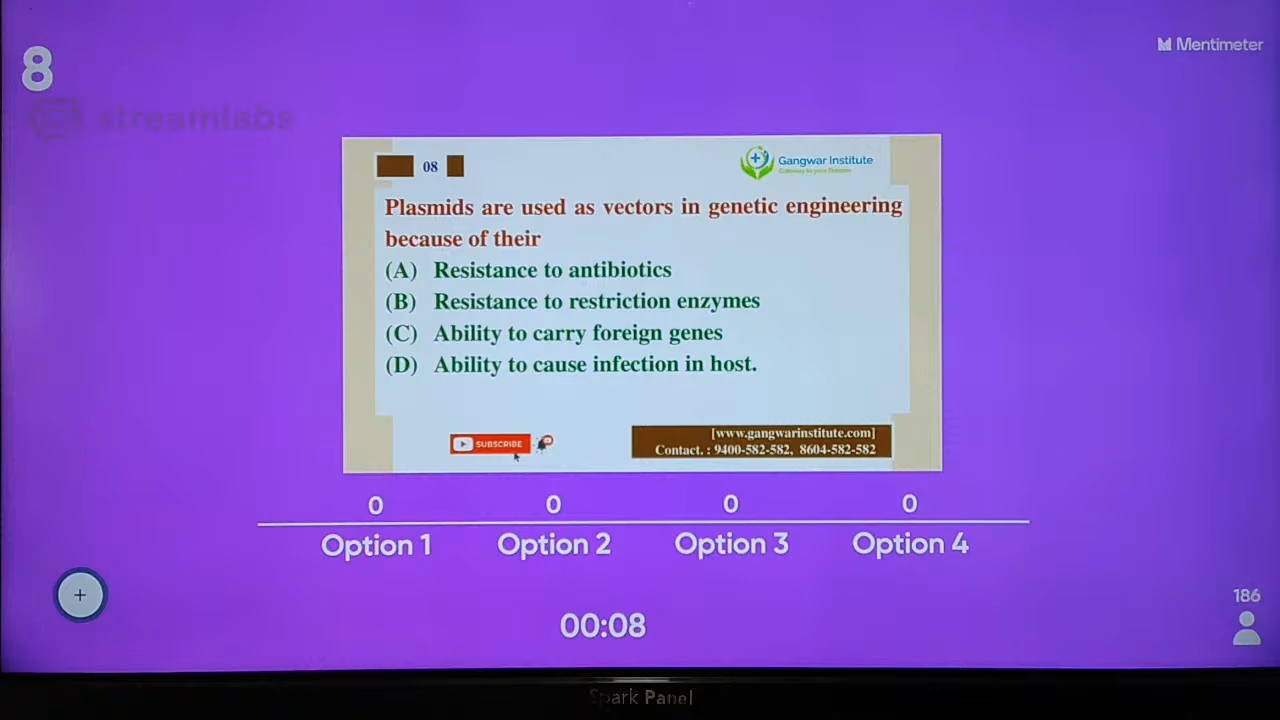 8
Mentimeter
streamlabs
08
Gangwar Institute
Plasmids are used as vectors in genetic engineering
because of their
(A) Resistance to antibiotics
(B) Resistance to restriction enzymes
(C) Ability to carry foreign genes
(D) Ability to cause infection in host.
SUBSCRIBE
[www.gangwarinstitute.com]
Contact. : 9400-582-582, 8604-582-582
0 0 0 0
Option 1 Option 2 Option 3 Option 4
+
186
00:08
Spark Panel